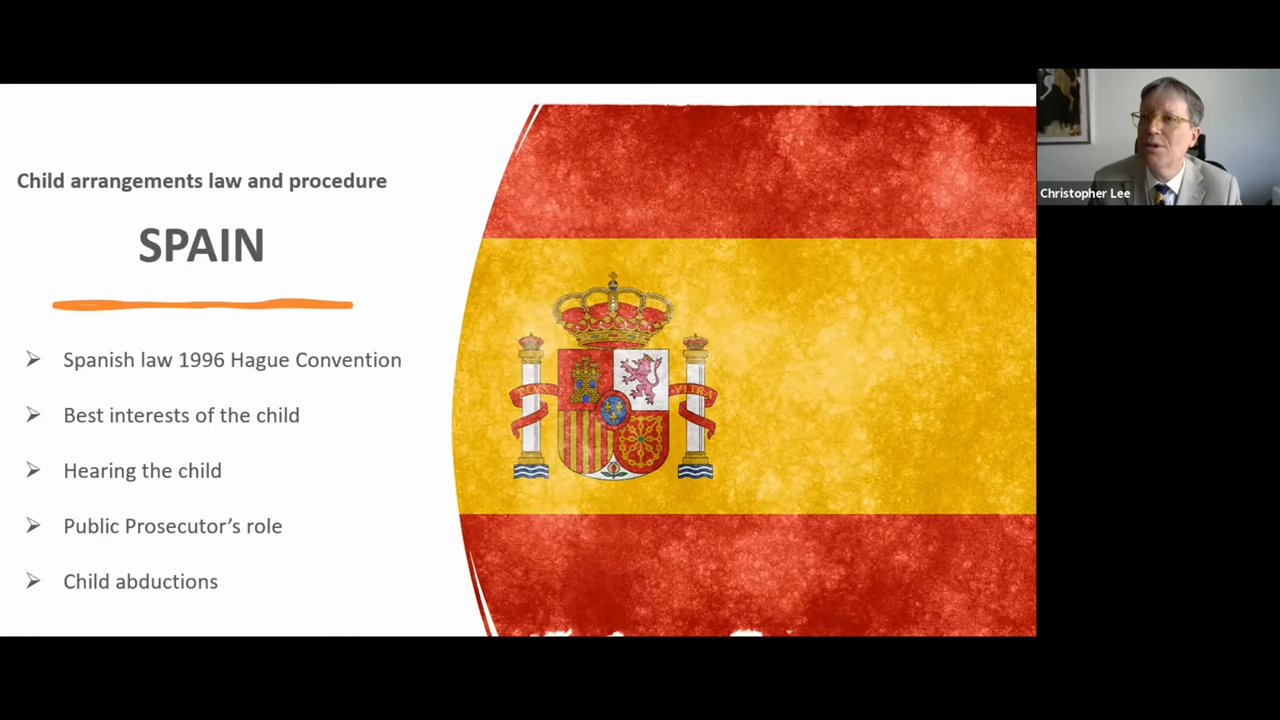 Child arrangements law and procedure
SPAIN
Spanish law 1996 Hague Convention
Best interests of the child
Hearing the child
Public Prosecutor's role
Child abductions
Christopher Lee